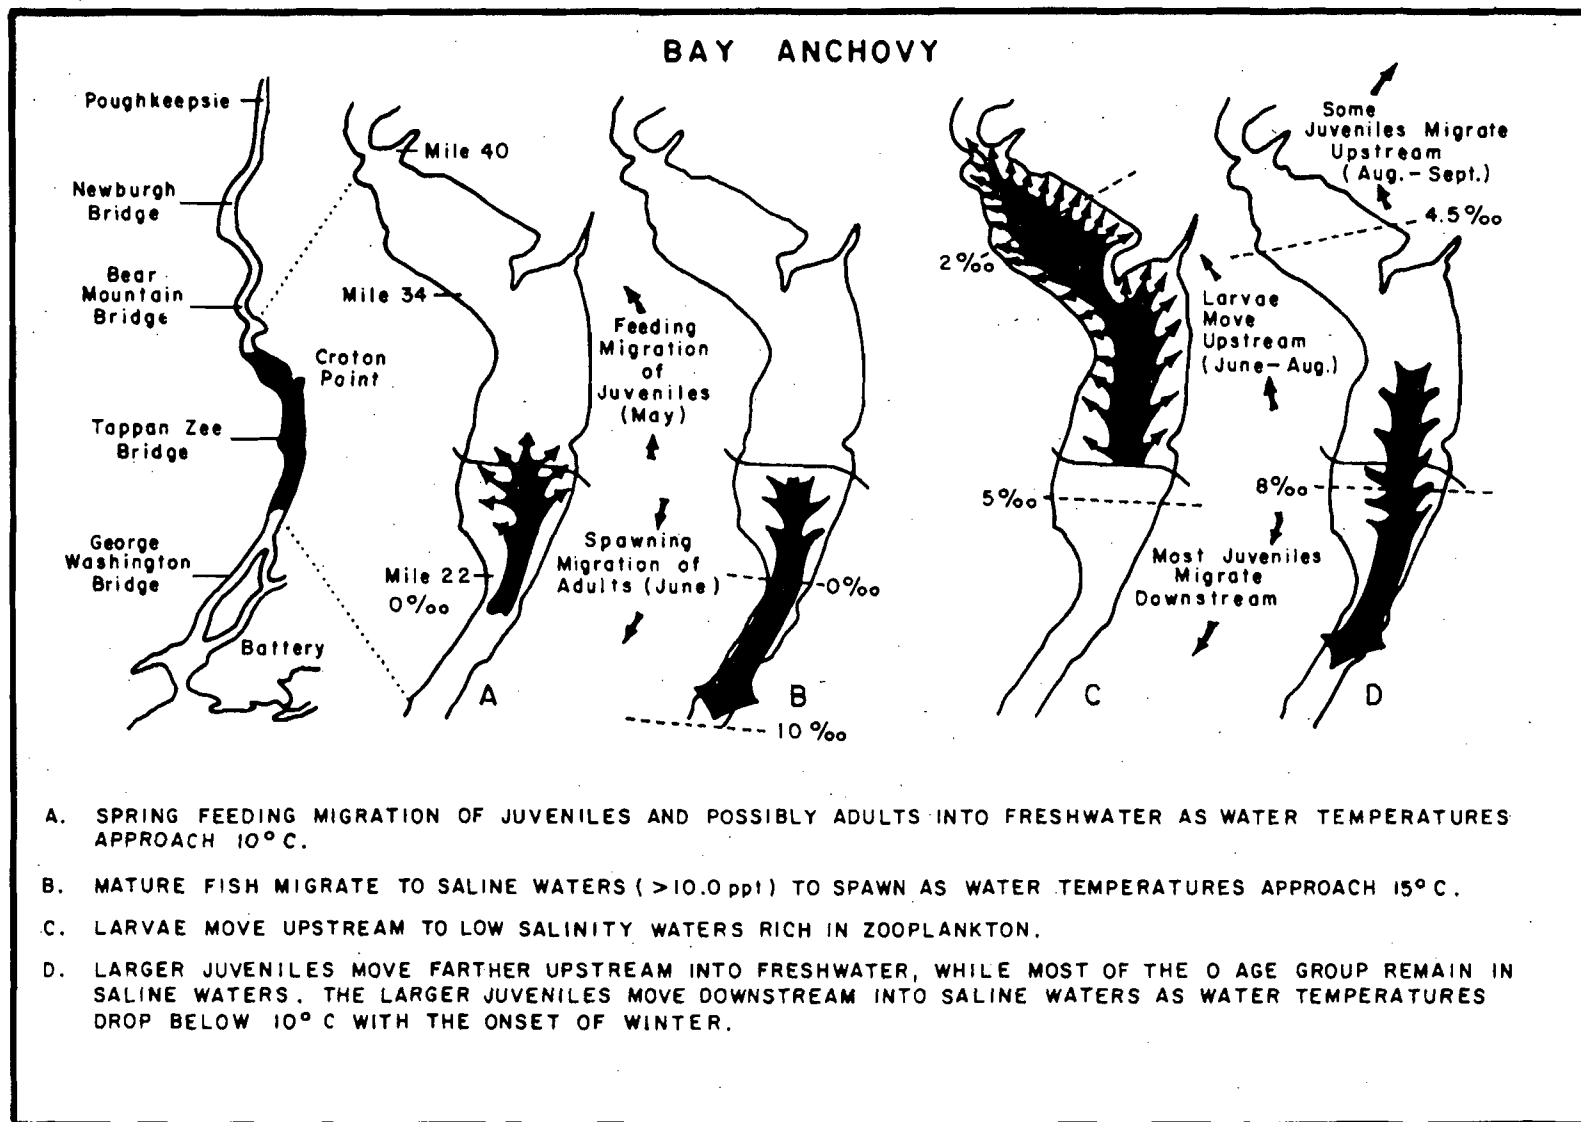 BAY ANCHOVY
Poughkeepsie
Newburgh
Bridge
Bear
Mountain
Bridge
Croton
Point
Tappan Zee
Bridge
George
Washington
Bridge
Battery
Mile 40
Mile 34
Mile 22
0‰
A
Feeding
Migration
of
Juveniles
(May)
Spawning
Migration of
Adults (June)
0‰
B
10‰
2‰
5‰
C
Larvae
Move
Upstream
(June-Aug.)
Some
Juveniles Migrate
Upstream
(Aug.-Sept.)
4.5‰
8‰
Most Juveniles
Migrate
Downstream
D
A. SPRING FEEDING MIGRATION OF JUVENILES AND POSSIBLY ADULTS INTO FRESHWATER AS WATER TEMPERATURES
APPROACH 10°C.
B. MATURE FISH MIGRATE TO SALINE WATERS (>10.0 ppt) TO SPAWN AS WATER TEMPERATURES APPROACH 15°C.
C. LARVAE MOVE UPSTREAM TO LOW SALINITY WATERS RICH IN ZOOPLANKTON.
D. LARGER JUVENILES MOVE FARTHER UPSTREAM INTO FRESHWATER, WHILE MOST OF THE 0 AGE GROUP REMAIN IN
SALINE WATERS. THE LARGER JUVENILES MOVE DOWNSTREAM INTO SALINE WATERS AS WATER TEMPERATURES
DROP BELOW 10°C WITH THE ONSET OF WINTER.